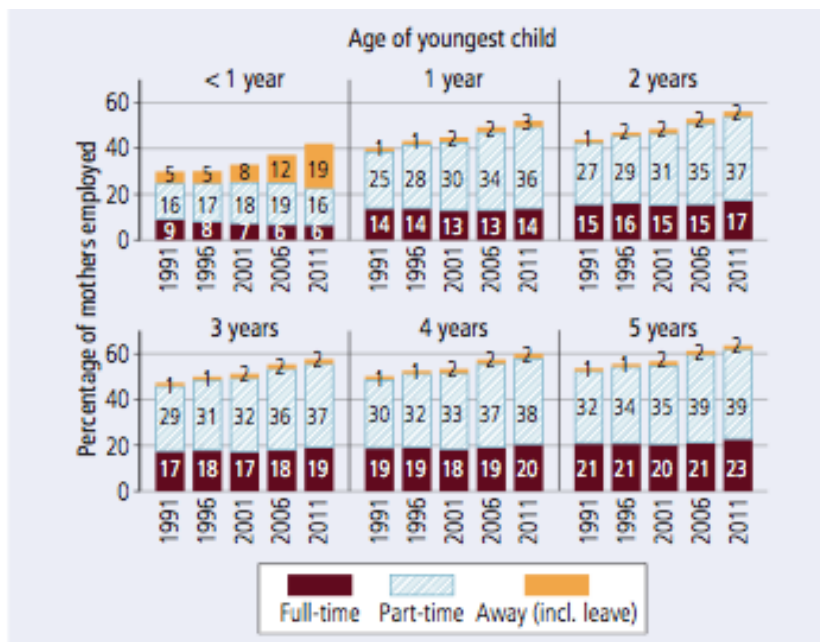 Age of youngest child
< 1 year 1 year 2 years
Percentage of mothers employed
60
40
20
0
5 5 8 12 19
16 17 18 19 16
9 8 7 6 6
1 1 2 2 3
25 28 30 34 36
14 14 13 13 14
1 2 2 2 2
27 29 31 35 37
15 16 15 15 17
1991 1996 2001 2006 2011 1991 1996 2001 2006 2011 1991 1996 2001 2006 2011
3 years 4 years 5 years
60
40
20
0
1 1 2 2 2
29 31 32 36 37
17 18 17 18 19
1 1 2 2 2
30 32 33 37 38
19 19 18 19 20
1 1 2 2 2
32 34 35 39 39
21 21 20 21 23
1991 1996 2001 2006 2011 1991 1996 2001 2006 2011 1991 1996 2001 2006 2011
Full-time Part-time Away (incl. leave)